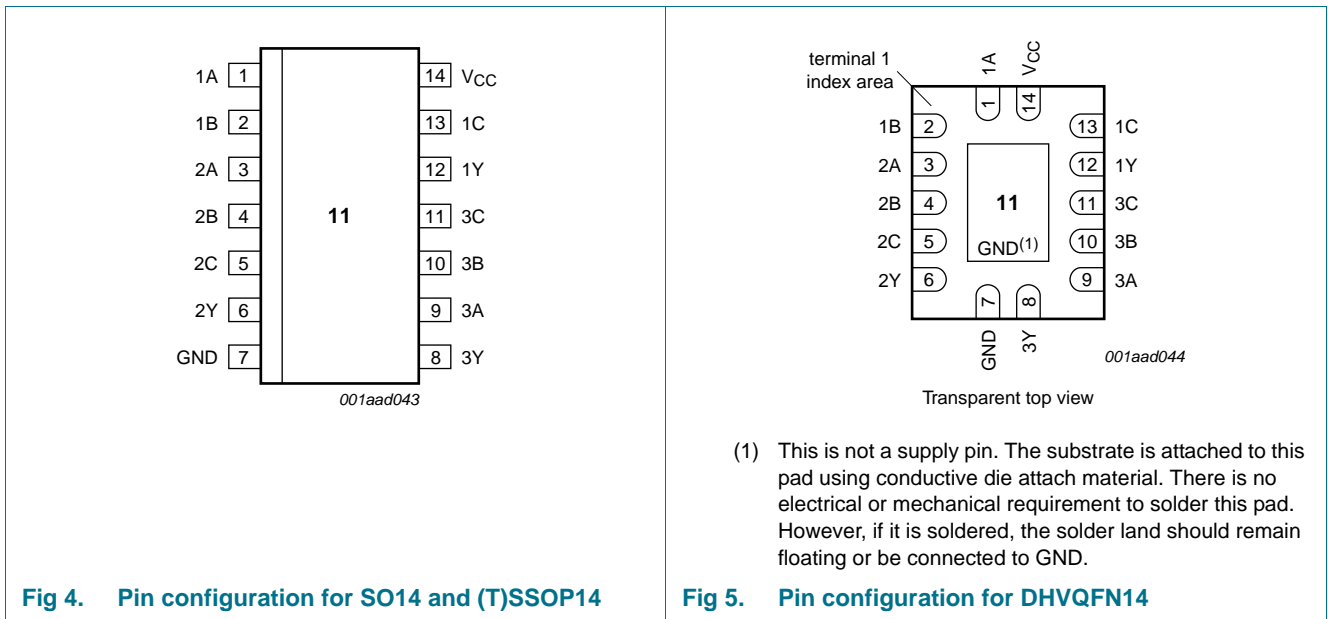 1A 1 14 VCC
1B 2 13 1C
2A 3 12 1Y
2B 4 11 11 3C
2C 5 10 3B
2Y 6 9 3A
GND 7 8 3Y
001aad043
Fig 4. Pin configuration for SO14 and (T)SSOP14
terminal 1
index area
1A VCC
1 14
1B 2 13 1C
2A 3 12 1Y
2B 4 11 11 3C
2C 5 GND(1) 10 3B
2Y 6 9 3A
7 8
GND 3Y
001aad044
Transparent top view
(1) This is not a supply pin. The substrate is attached to this
pad using conductive die attach material. There is no
electrical or mechanical requirement to solder this pad.
However, if it is soldered, the solder land should remain
floating or be connected to GND.
Fig 5. Pin configuration for DHVQFN14